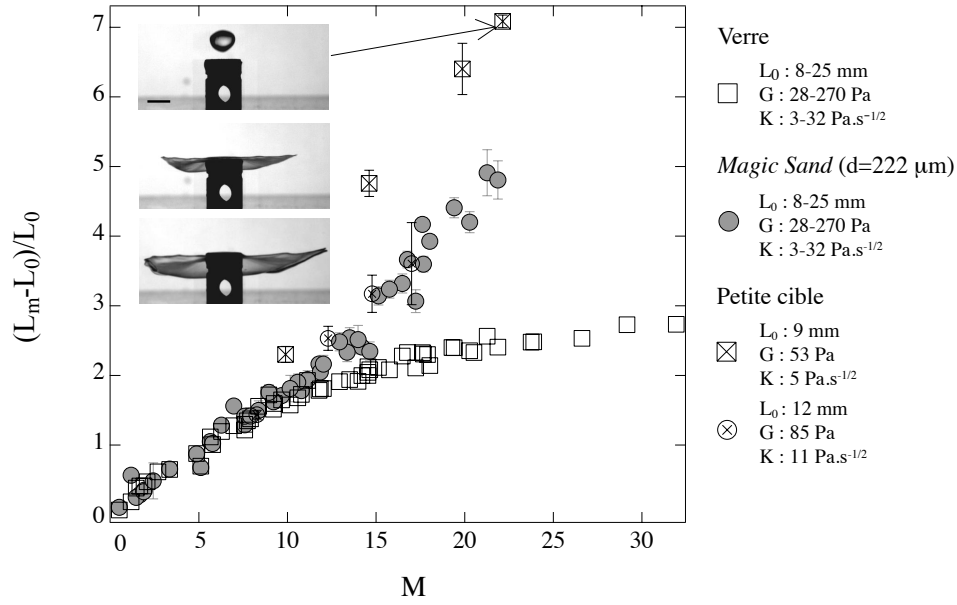 7
6
5
4
3
2
1
0
(Lm-L0)/L0
0
5
10
15
20
25
30
M
Verre
L0 : 8-25 mm
G : 28-270 Pa
K : 3-32 Pa.s-1/2
Magic Sand (d=222 μm)
L0 : 8-25 mm
G : 28-270 Pa
K : 3-32 Pa.s-1/2
Petite cible
L0 : 9 mm
G : 53 Pa
K : 5 Pa.s-1/2
L0 : 12 mm
G : 85 Pa
K : 11 Pa.s-1/2